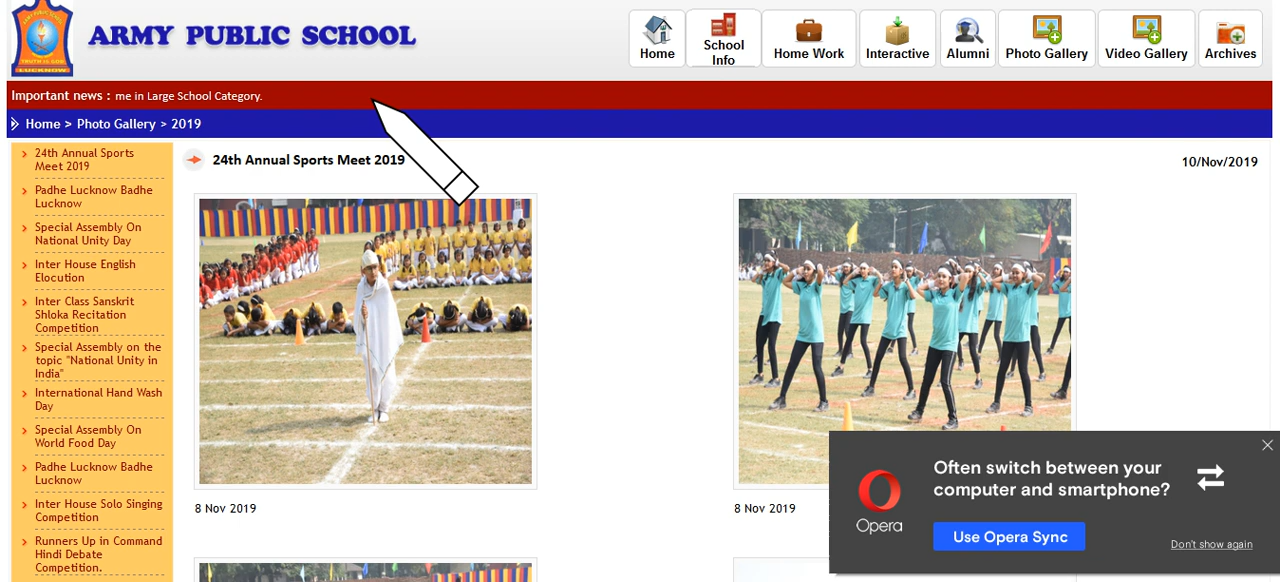 ARMY PUBLIC SCHOOL
LUCKNOW
Home
School
Info
Home Work
Interactive
Alumni
Photo Gallery
Video Gallery
Archives
Important news : me in Large School Category.
Home > Photo Gallery > 2019
24th Annual Sports
Meet 2019
Padhe Lucknow Badhe
Lucknow
Special Assembly On
National Unity Day
Inter House English
Elocution
Inter Class Sanskrit
Shloka Recitation
Competition
Special Assembly on the
topic "National Unity in
India"
International Hand Wash
Day
Special Assembly On
World Food Day
Padhe Lucknow Badhe
Lucknow
Inter House Solo Singing
Competition
Runners Up in Command
Hindi Debate
Competition.
24th Annual Sports Meet 2019
10/Nov/2019
8 Nov 2019
8 Nov 2019
Opera
Often switch between your
computer and smartphone?
Use Opera Sync
Don't show again